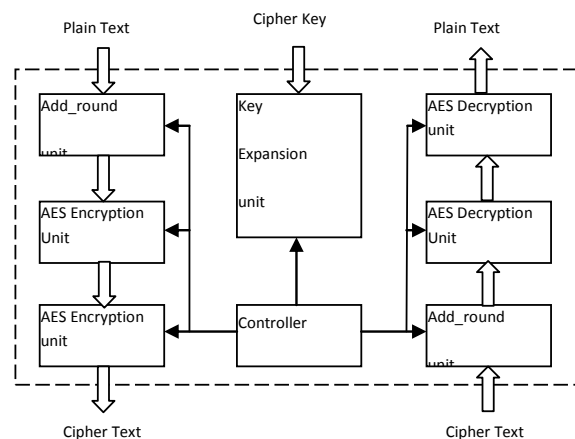 Plain Text
Cipher Key
Plain Text
Add_round
unit
Key
Expansion
unit
AES Decryption
unit
AES Encryption
Unit
AES Decryption
Unit
AES Encryption
unit
Controller
Add_round
unit
Cipher Text
Cipher Text